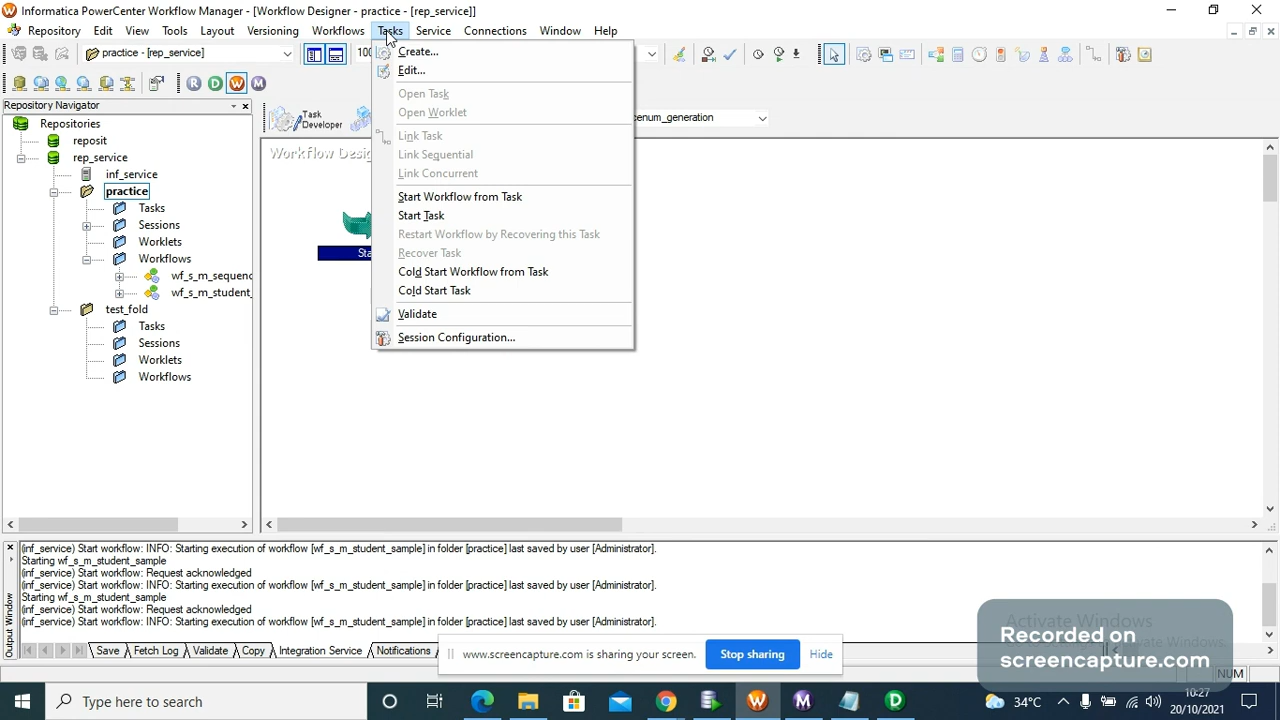 Informatica PowerCenter Workflow Manager - [Workflow Designer - practice - [rep_service]]
Repository Edit View Tools Layout Versioning Workflows Tasks Service Connections Window Help
practice - [rep_service]
100
Repository Navigator
Repositories
reposit
rep_service
inf_service
practice
Tasks
Sessions
Worklets
Workflows
wf_s_m_sequenc
wf_s_m_student_
test_fold
Tasks
Sessions
Worklets
Workflows
Create...
Edit...
Open Task
Open Worklet
Link Task
Link Sequential
Link Concurrent
Start Workflow from Task
Start Task
Restart Workflow by Recovering this Task
Recover Task
Cold Start Workflow from Task
Cold Start Task
Validate
Session Configuration...
Task
Developer
cenum_generation
Workflow Desig
Sta
(inf_service) Start workflow: INFO: Starting execution of workflow [wf_s_m_student_sample] in folder [practice] last saved by user [Administrator].
Starting wf_s_m_student_sample
(inf_service) Start workflow: Request acknowledged
(inf_service) Start workflow: INFO: Starting execution of workflow [wf_s_m_student_sample] in folder [practice] last saved by user [Administrator].
Starting wf_s_m_student_sample
(inf_service) Start workflow: Request acknowledged
(inf_service) Start workflow: INFO: Starting execution of workflow [wf_s_m_student_sample] in folder [practice] last saved by user [Administrator].
Output Window
Save Fetch Log Validate Copy Integration Service Notifications
www.screencapture.com is sharing your screen. Stop sharing Hide
Activate Windows
Recorded on
screencapture.com
NUM
Type here to search
34°C
10:27
20/10/2021